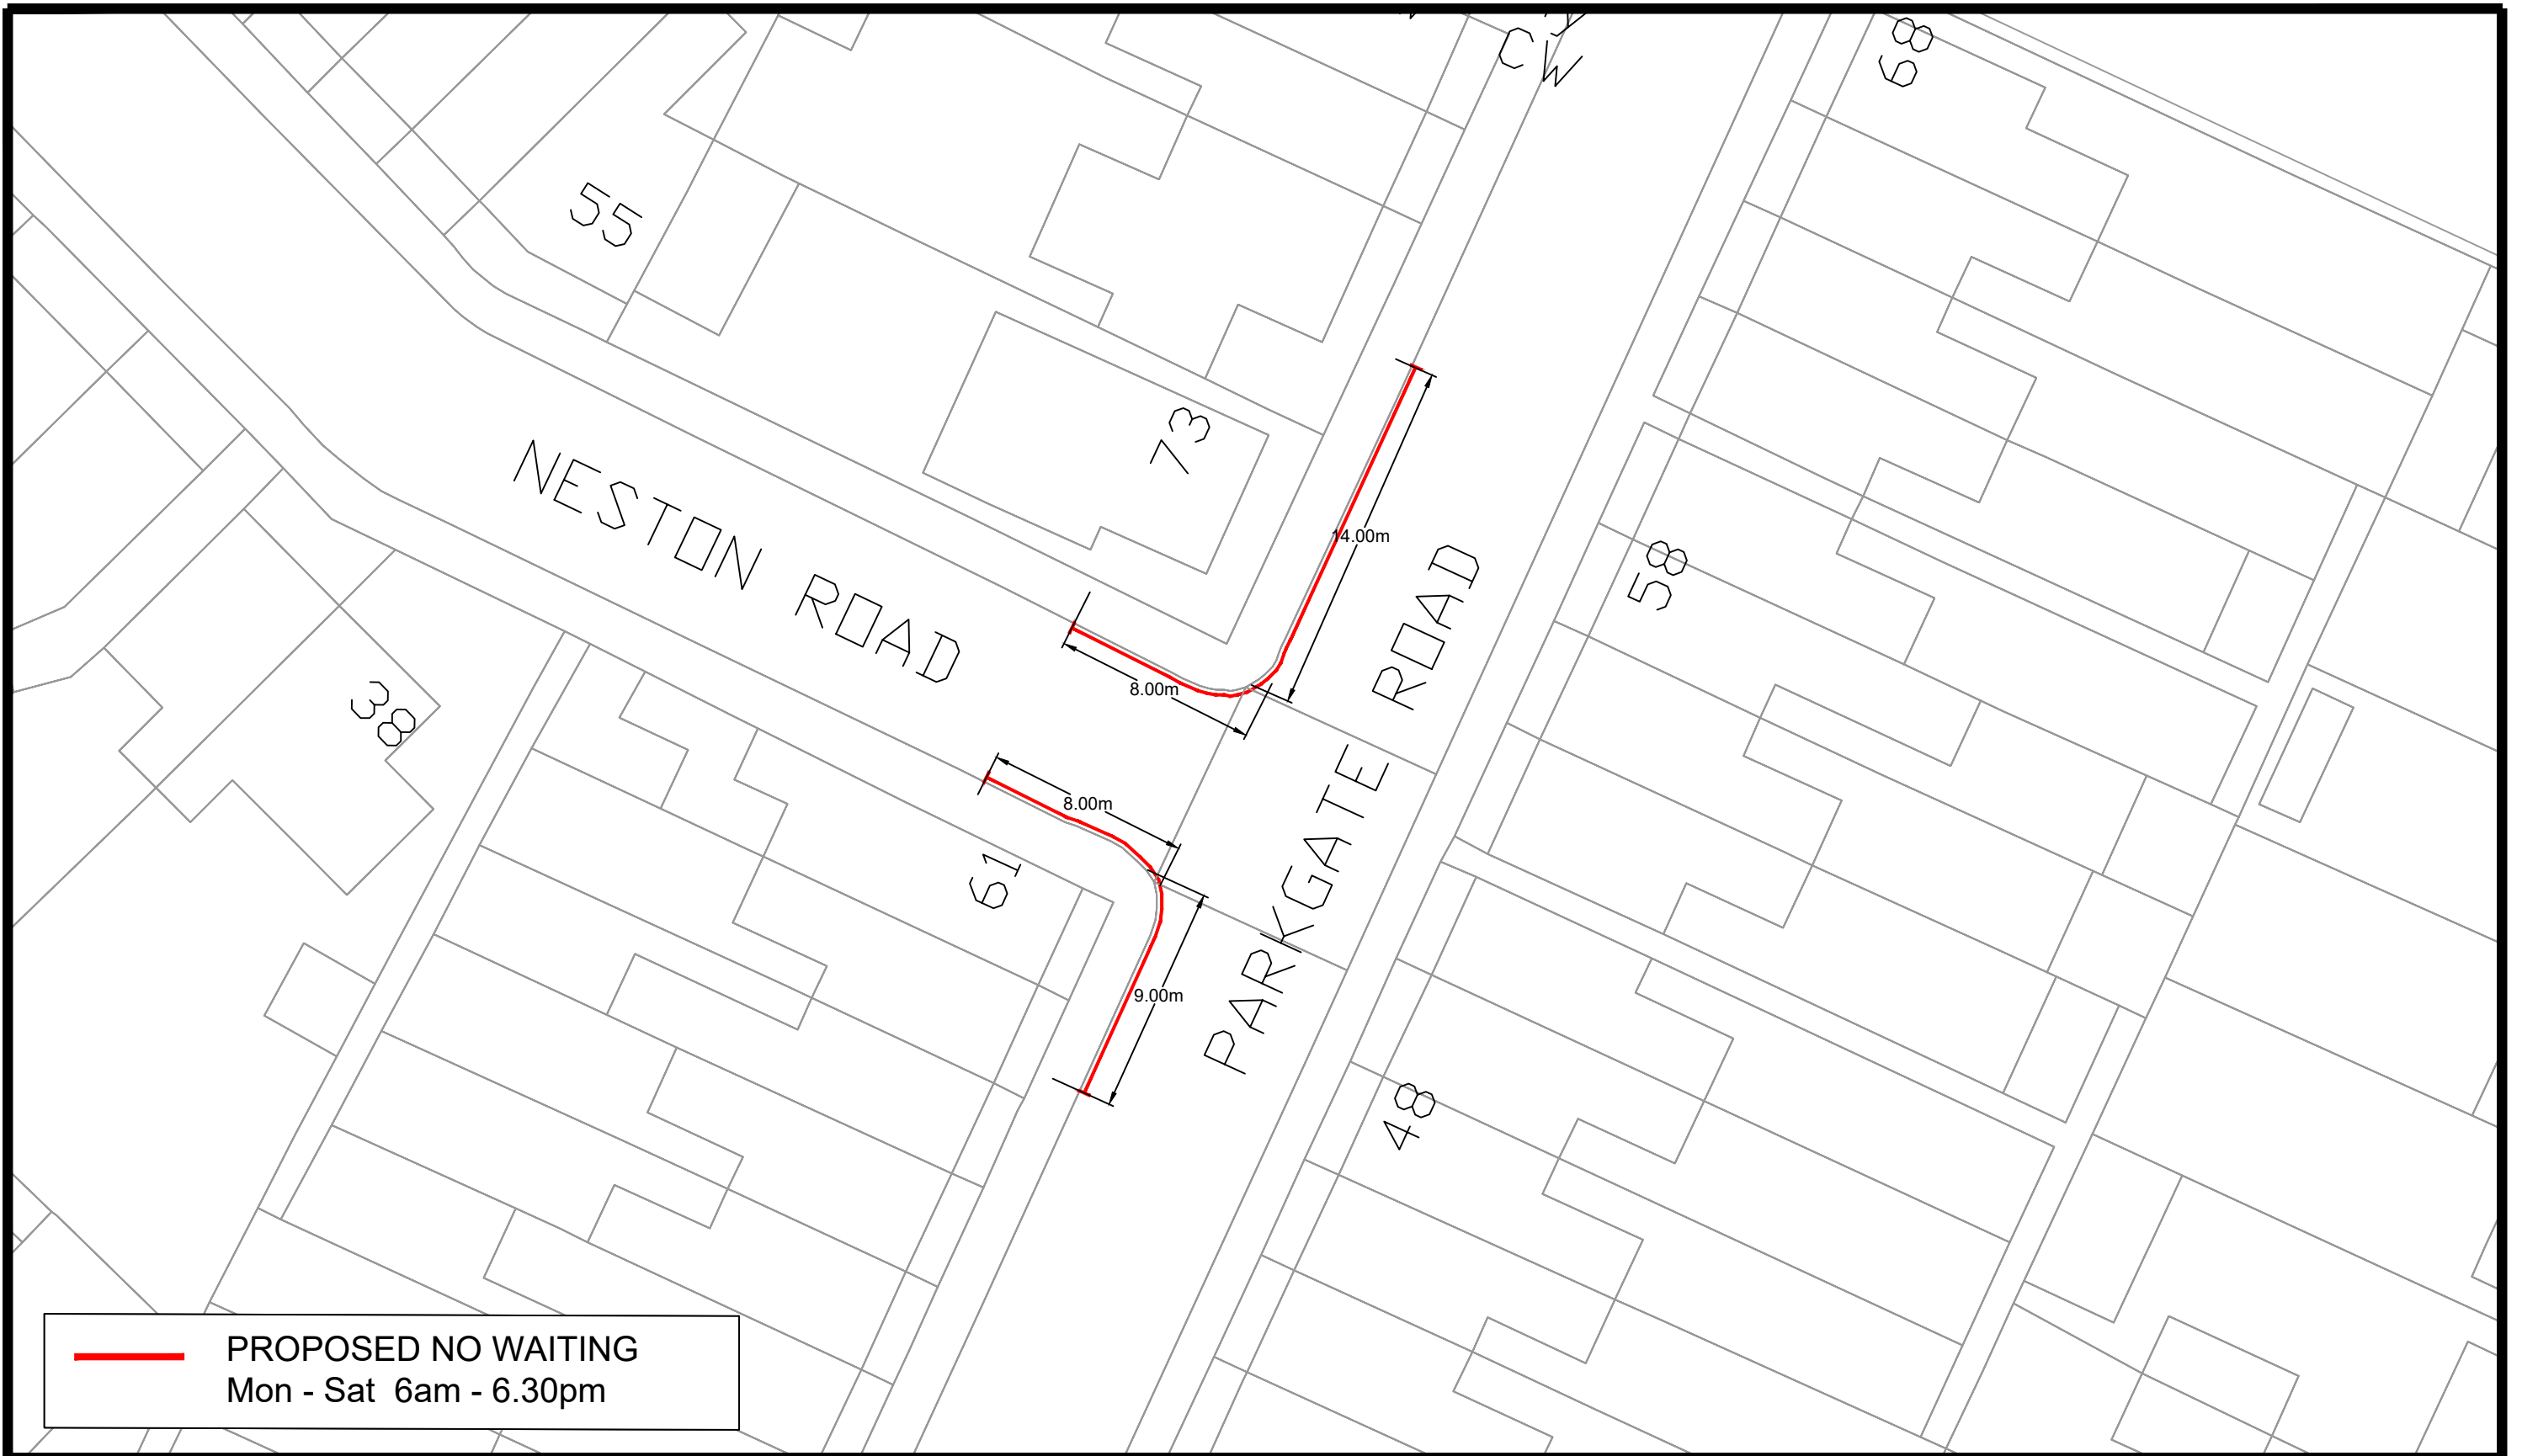 CW
68
55
73
NESTON ROAD
14.00m
58
8.00m
38
8.00m
61
PARKGATE ROAD
9.00m
48
PROPOSED NO WAITING
Mon - Sat 6am - 6.30pm